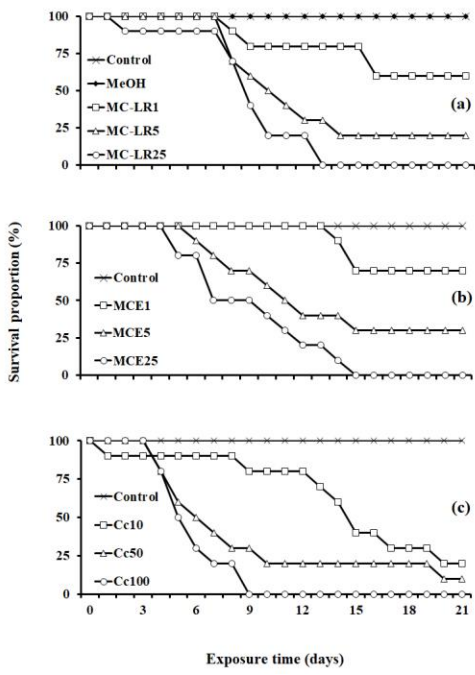 Survival proportion (%)
100
75
50
25
0
Control
MeOH
MC-LR1
MC-LR5
MC-LR25
(a)
100
75
50
25
0
Control
MCE1
MCE5
MCE25
(b)
100
75
50
25
0
Control
Cc10
Cc50
Cc100
(c)
0 3 6 9 12 15 18 21
Exposure time (days)